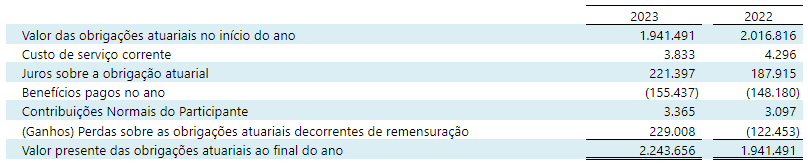 2023 2022
Valor das obrigações atuariais no início do ano 1.941.491 2.016.816
Custo de serviço corrente 3.833 4.296
Juros sobre a obrigação atuarial 221.397 187.915
Benefícios pagos no ano (155.437) (148.180)
Contribuições Normais do Participante 3.365 3.097
(Ganhos) Perdas sobre as obrigações atuariais decorrentes de remensuração 229.008 (122.453)
Valor presente das obrigações atuariais ao final do ano 2.243.656 1.941.491